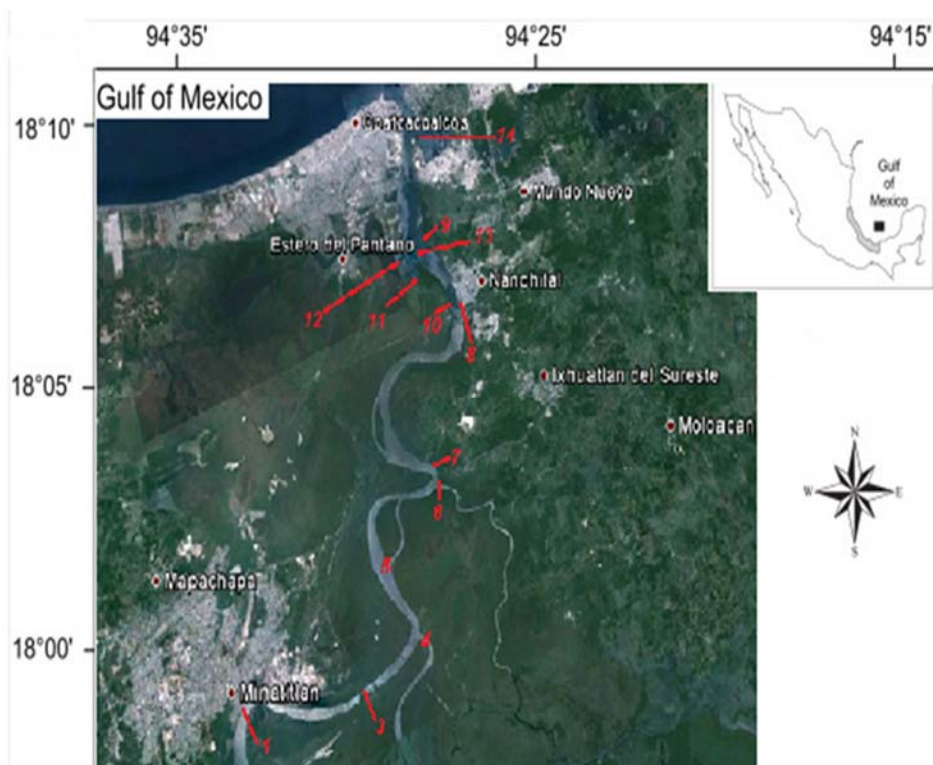 94°35'
94°25'
94°15'
Gulf of Mexico
18°10'
Coatzacoalcos
14
Mundo Nuevo
Gulf
of
Mexico
9
13
Estero del Pantano
Nanchital
12
11
10
8
18°05'
Ixhuatlan del Sureste
Moloacan
7
6
N
W
E
S
5
Mapachapa
4
18°00'
Minatitlan
3
1